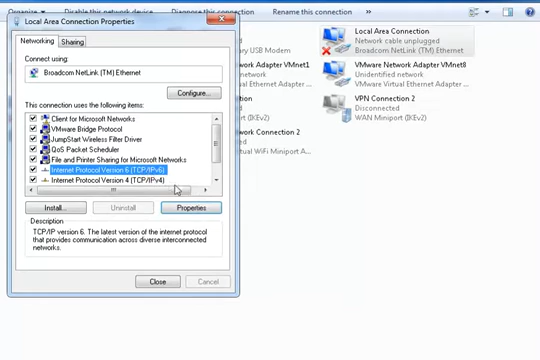 Organize
Disable this network device
Diagnose this connection
Rename this connection
»
Local Area Connection Properties
Networking
Sharing
Connect using:
Broadcom NetLink (TM) Ethernet
Configure...
This connection uses the following items:
Client for Microsoft Networks
VMware Bridge Protocol
JumpStart Wireless Filter Driver
QoS Packet Scheduler
File and Printer Sharing for Microsoft Networks
Internet Protocol Version 6 (TCP/IPv6)
Internet Protocol Version 4 (TCP/IPv4)
Install...
Uninstall
Properties
Description
TCP/IP version 6. The latest version of the internet protocol
that provides communication across diverse interconnected
networks.
Close
Cancel
USB Modem
Network Adapter VMnet1
(IKEv2)
Network Connection 2
Virtual WiFi Miniport A...
Local Area Connection
Network cable unplugged
Broadcom NetLink (TM) Ethernet
VMware Network Adapter VMnet8
Unidentified network
VMware Virtual Ethernet Adapter ...
VPN Connection 2
Disconnected
WAN Miniport (IKEv2)